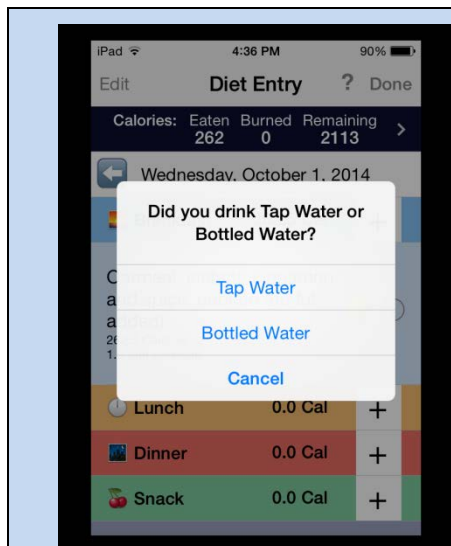 iPad 4:36 PM 90%
Edit Diet Entry ? Done
Calories: Eaten Burned Remaining
262 0 2113
Wednesday, October 1, 2014
Did you drink Tap Water or
Bottled Water?
Tap Water
Bottled Water
Cancel
Lunch 0.0 Cal +
Dinner 0.0 Cal +
Snack 0.0 Cal +